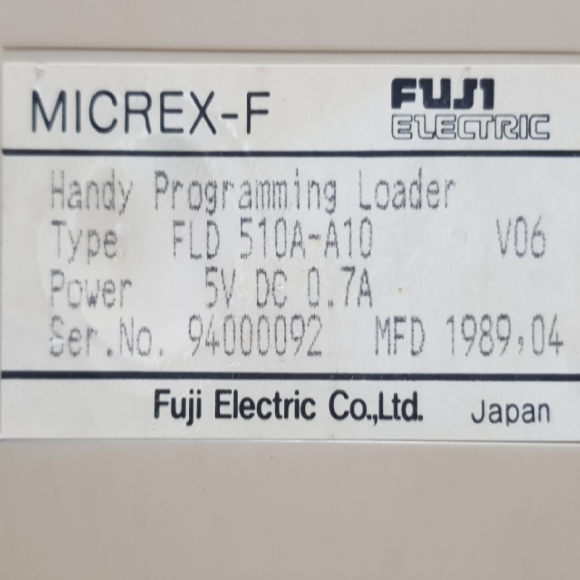 MICREX-F
FUJI
ELECTRIC
Handy Programming Loader
Type FLD 510A-A10 V06
Power 5V DC 0.7A
Ser.No. 94000092 MFD 1989,04
Fuji Electric Co.,Ltd. Japan